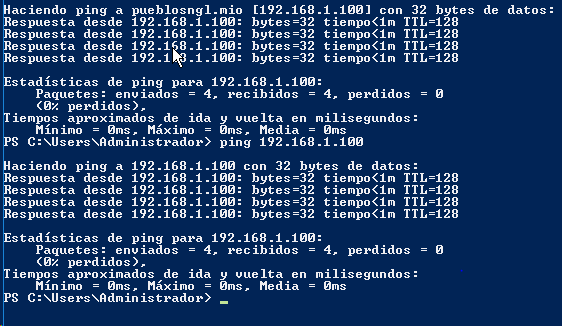 Haciendo ping a pueblosngl.mio [192.168.1.100] con 32 bytes de datos:
Respuesta desde 192.168.1.100: bytes=32 tiempo<1m TTL=128
Respuesta desde 192.168.1.100: bytes=32 tiempo<1m TTL=128
Respuesta desde 192.168.1.100: bytes=32 tiempo<1m TTL=128
Respuesta desde 192.168.1.100: bytes=32 tiempo<1m TTL=128
Estadísticas de ping para 192.168.1.100:
Paquetes: enviados = 4, recibidos = 4, perdidos = 0
(0% perdidos),
Tiempos aproximados de ida y vuelta en milisegundos:
Mínimo = 0ms, Máximo = 0ms, Media = 0ms
PS C:\Users\Administrador> ping 192.168.1.100
Haciendo ping a 192.168.1.100 con 32 bytes de datos:
Respuesta desde 192.168.1.100: bytes=32 tiempo<1m TTL=128
Respuesta desde 192.168.1.100: bytes=32 tiempo<1m TTL=128
Respuesta desde 192.168.1.100: bytes=32 tiempo<1m TTL=128
Respuesta desde 192.168.1.100: bytes=32 tiempo<1m TTL=128
Estadísticas de ping para 192.168.1.100:
Paquetes: enviados = 4, recibidos = 4, perdidos = 0
(0% perdidos),
Tiempos aproximados de ida y vuelta en milisegundos:
Mínimo = 0ms, Máximo = 0ms, Media = 0ms
PS C:\Users\Administrador> _